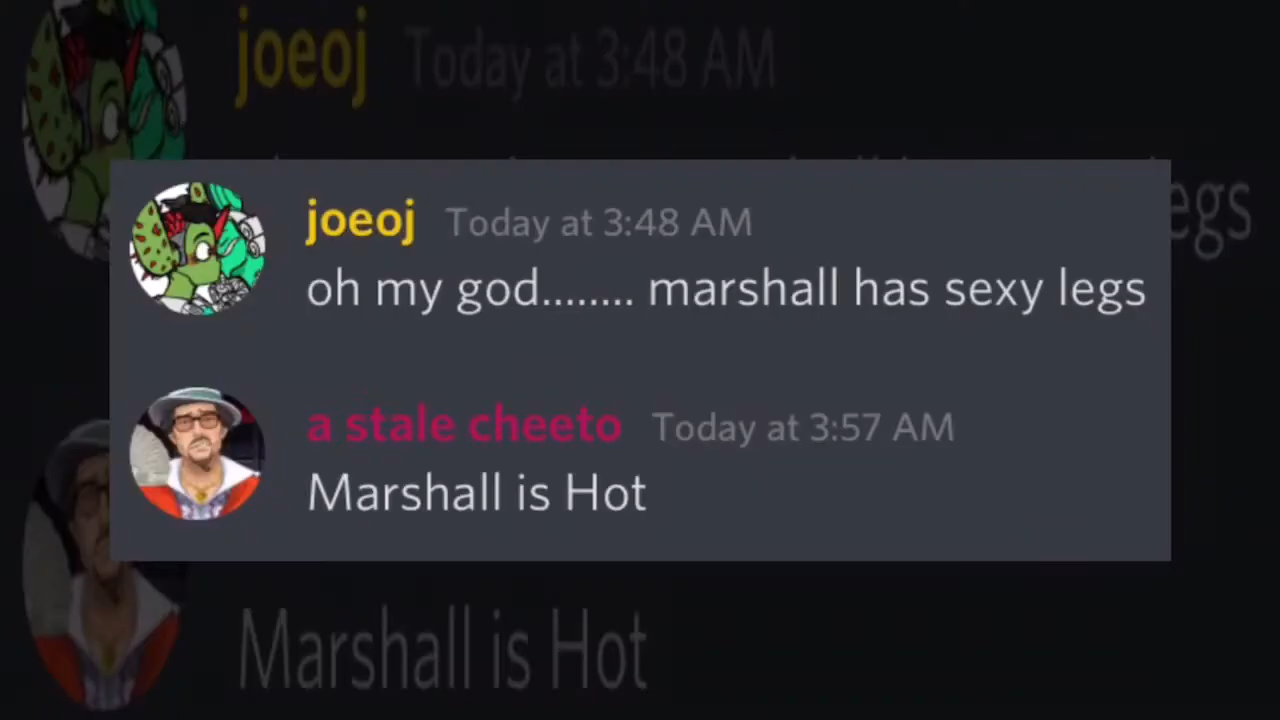 joeoj Today at 3:48 AM
egs
joeoj Today at 3:48 AM
oh my god........ marshall has sexy legs
a stale cheeto Today at 3:57 AM
Marshall is Hot
Marshall is Hot